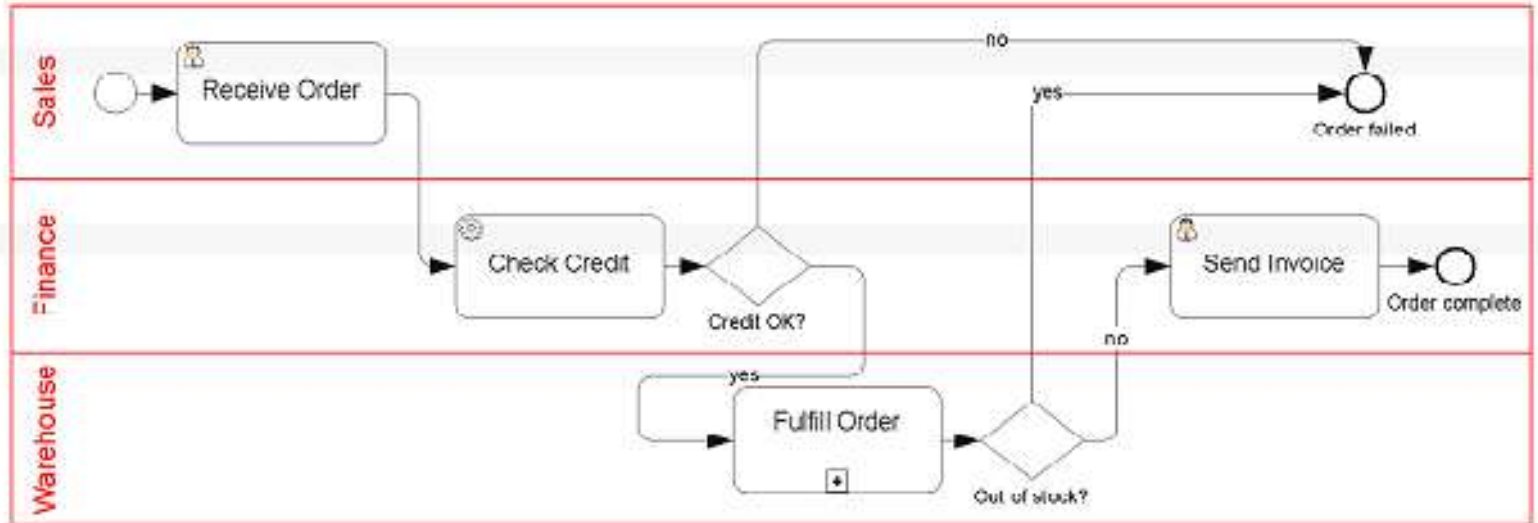 Sales
Receive Order
no
yes
Order failed
Finance
Check Credit
Credit OK?
Send Invoice
Order complete
no
Warehouse
yes
Fulfill Order
Out of stock?